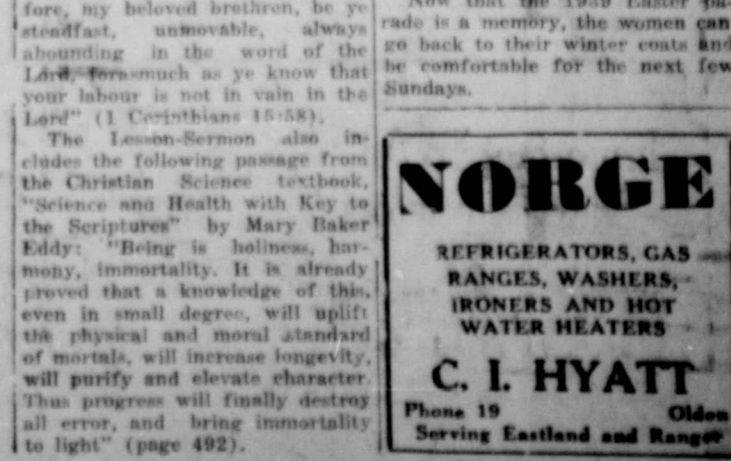 fore, my beloved brethren, be ye
steadfast, unmovable, always
abounding in the word of the
Lord, forasmuch as ye know that
your labour is not in vain in the
Lord" (1 Corinthians 15:58).
The Lesson-Sermon also in-
cludes the following passage from
the Christian Science textbook,
"Science and Health with Key to
the Scriptures" by Mary Baker
Eddy: "Being is holiness, har-
mony, immortality. It is already
proved that a knowledge of this,
even in small degree, will uplift
the physical and moral standard
of mortals, will increase longevity,
will purify and elevate character.
Thus progress will finally destroy
all error, and bring immortality
to light" (page 492).
Now that the 1939 Easter pa-
rade is a memory, the women can
go back to their winter coats and
be comfortable for the next few
Sundays.
NORGE
REFRIGERATORS, GAS
RANGES, WASHERS,
IRONERS AND HOT
WATER HEATERS
C. I. HYATT
Phone 19 Olden
Serving Eastland and Ranger